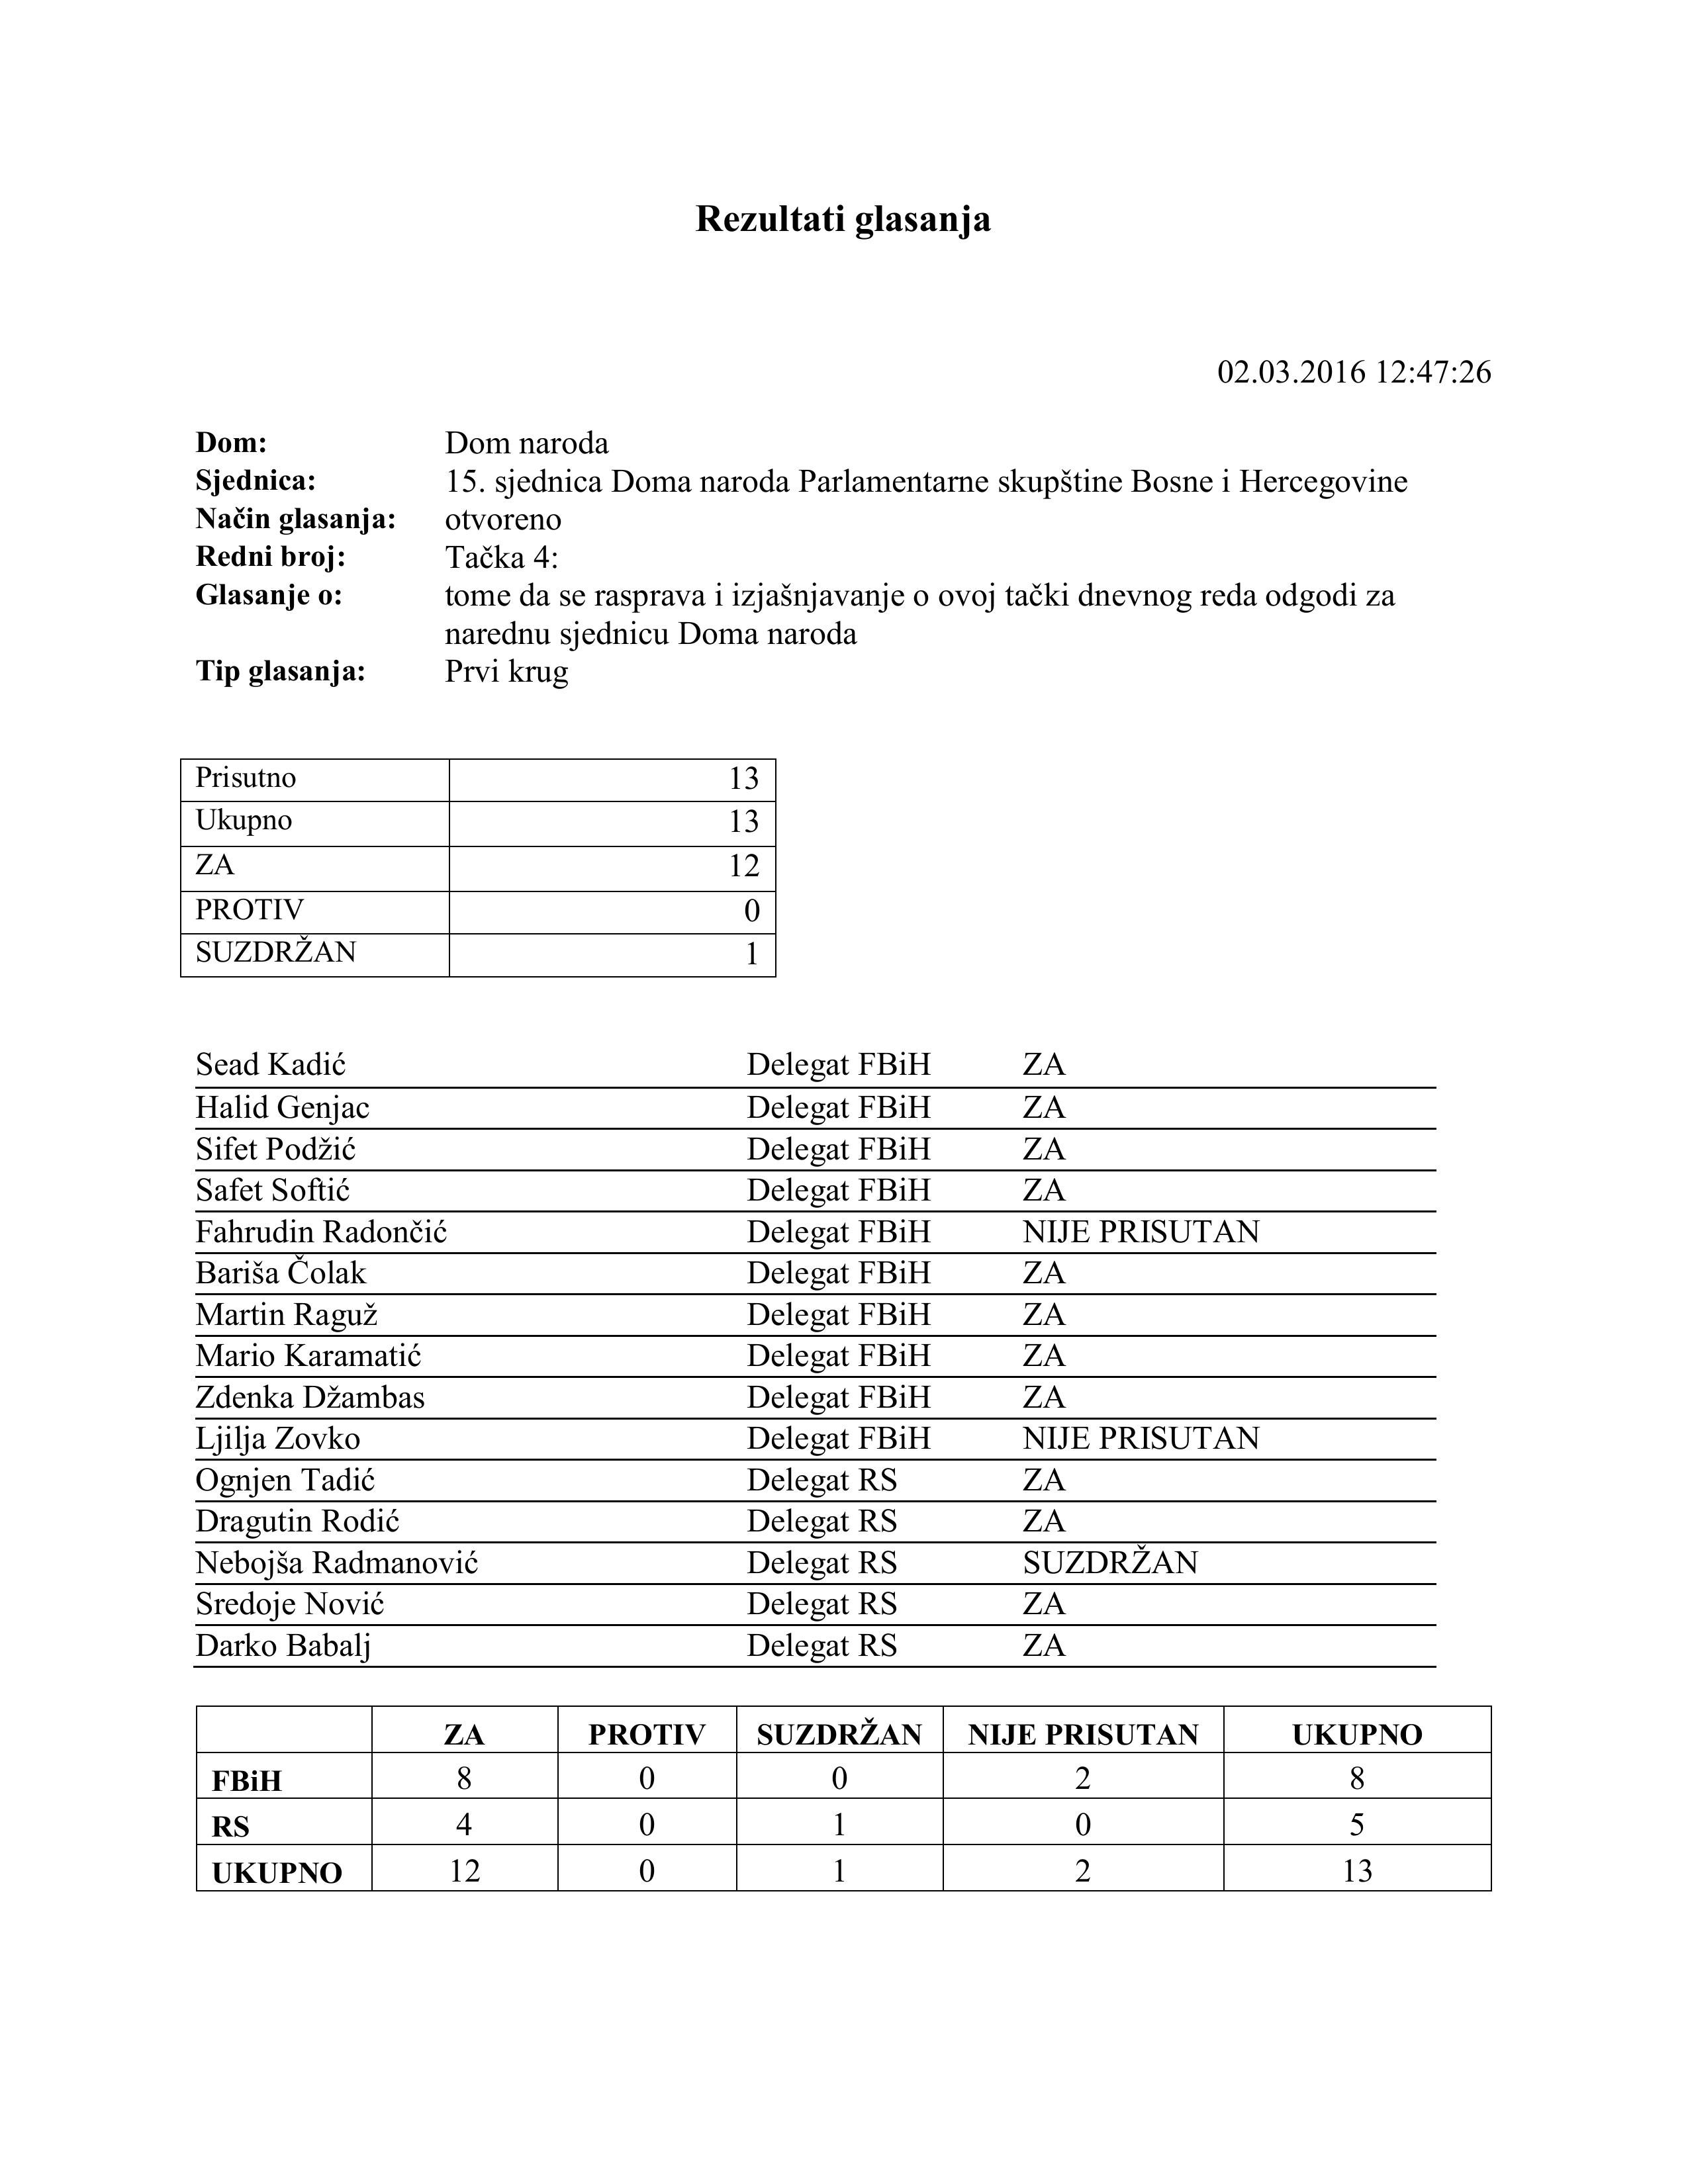 Rezultati glasanja
02.03.2016 12:47:26
Dom: Dom naroda
Sjednica: 15. sjednica Doma naroda Parlamentarne skupštine Bosne i Hercegovine
Način glasanja: otvoreno
Redni broj: Tačka 4:
Glasanje o: tome da se rasprava i izjašnjavanje o ovoj tački dnevnog reda odgodi za
narednu sjednicu Doma naroda
Tip glasanja: Prvi krug
Prisutno 13
Ukupno 13
ZA 12
PROTIV 0
SUZDRŽAN 1
Sead Kadić Delegat FBiH ZA
Halid Genjac Delegat FBiH ZA
Sifet Podžić Delegat FBiH ZA
Safet Softić Delegat FBiH ZA
Fahrudin Radončić Delegat FBiH NIJE PRISUTAN
Bariša Čolak Delegat FBiH ZA
Martin Raguž Delegat FBiH ZA
Mario Karamatić Delegat FBiH ZA
Zdenka Džambas Delegat FBiH ZA
Ljilja Zovko Delegat FBiH NIJE PRISUTAN
Ognjen Tadić Delegat RS ZA
Dragutin Rodić Delegat RS ZA
Nebojša Radmanović Delegat RS SUZDRŽAN
Sredoje Nović Delegat RS ZA
Darko Babalj Delegat RS ZA
ZA PROTIV SUZDRŽAN NIJE PRISUTAN UKUPNO
FBiH 8 0 0 2 8
RS 4 0 1 0 5
UKUPNO 12 0 1 2 13